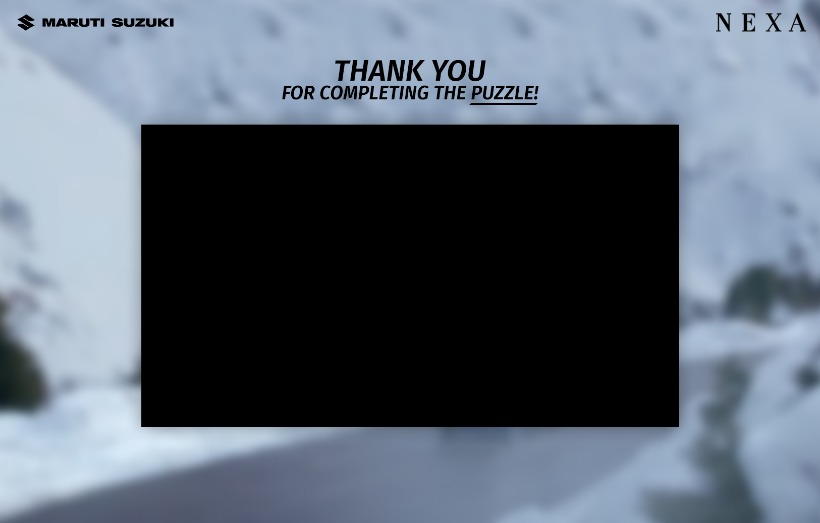 MARUTI SUZUKI
NEXA
THANK YOU
FOR COMPLETING THE PUZZLE!